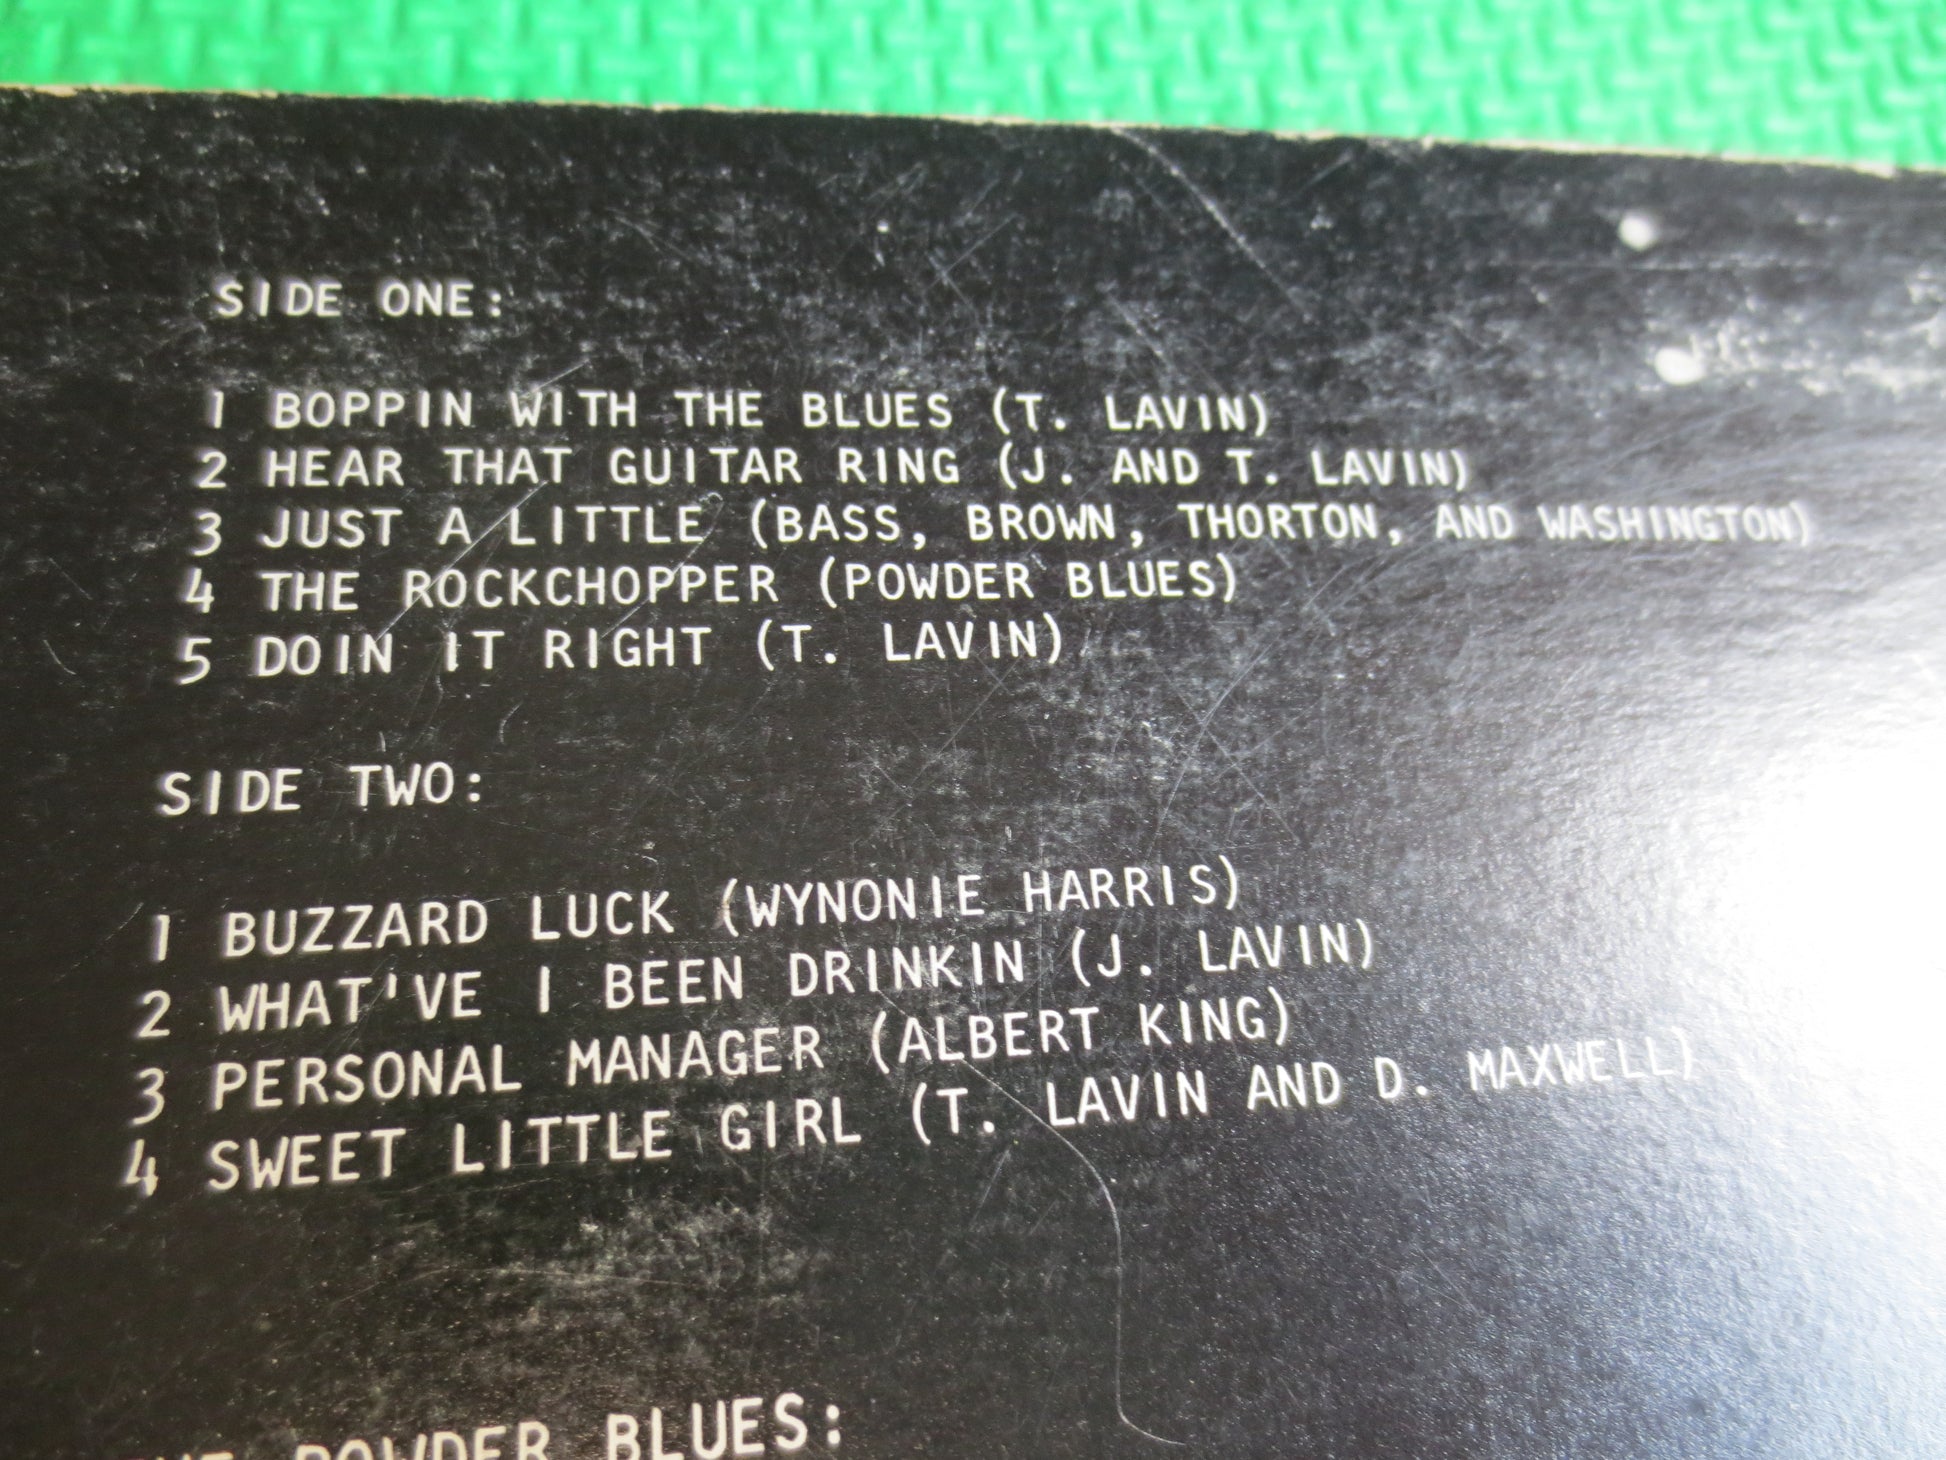 SIDE ONE:
1 BOPPIN WITH THE BLUES (T. LAVIN)
2 HEAR THAT GUITAR RING (J. AND T. LAVIN)
3 JUST A LITTLE (BASS, BROWN, THORTON, AND WASHINGTON)
4 THE ROCKCHOPPER (POWDER BLUES)
5 DOIN IT RIGHT (T. LAVIN)
SIDE TWO:
1 BUZZARD LUCK (WYNONIE HARRIS)
2 WHAT'VE I BEEN DRINKIN (J. LAVIN)
3 PERSONAL MANAGER (ALBERT KING)
4 SWEET LITTLE GIRL (T. LAVIN AND D. MAXWELL)
POWDER BLUES: